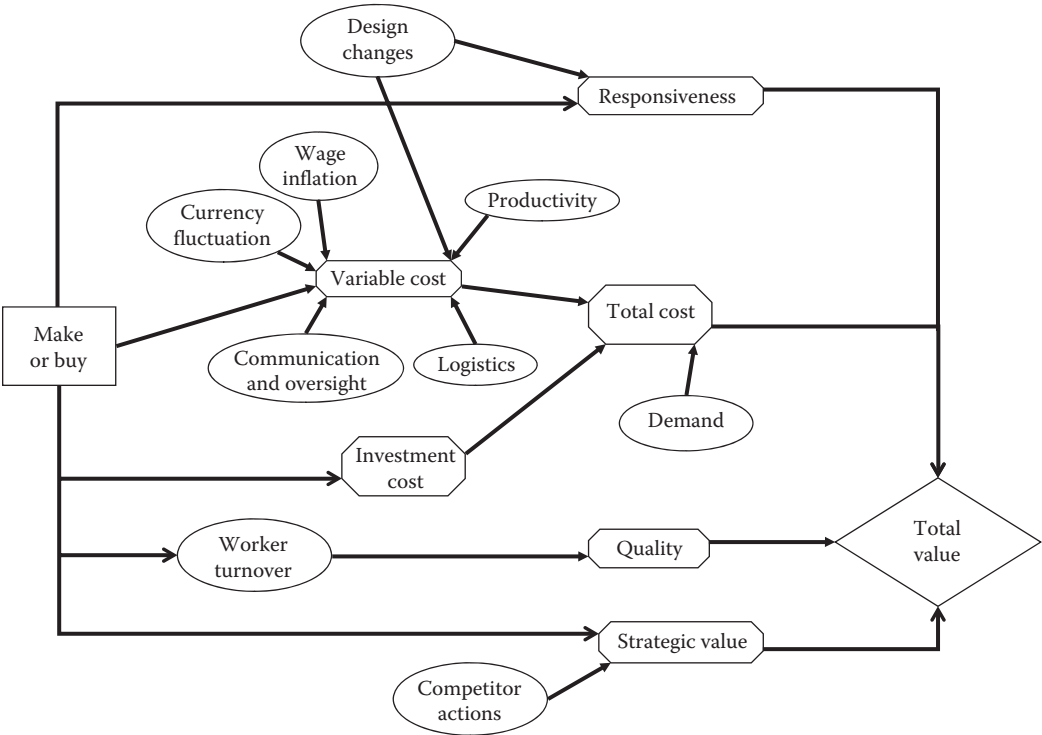 Design
changes
Responsiveness
Wage
inflation
Productivity
Currency
fluctuation
Variable cost
Total cost
Make
or buy
Communication
and oversight
Logistics
Demand
Investment
cost
Worker
turnover
Quality
Total
value
Strategic value
Competitor
actions